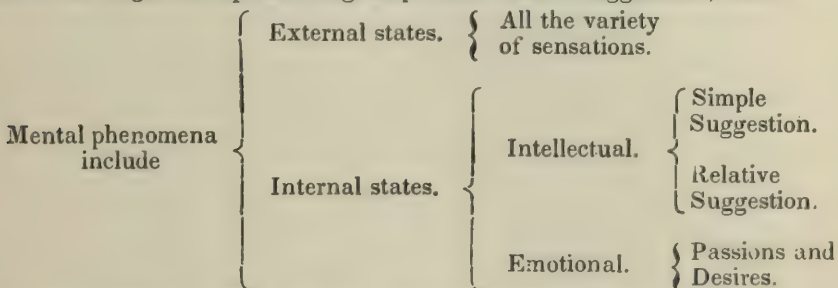 External states.
All the variety
of sensations.
Mental phenomena
include
Internal states.
Intellectual.
Simple
Suggestion.
Relative
Suggestion.
Emotional.
Passions and
Desires.